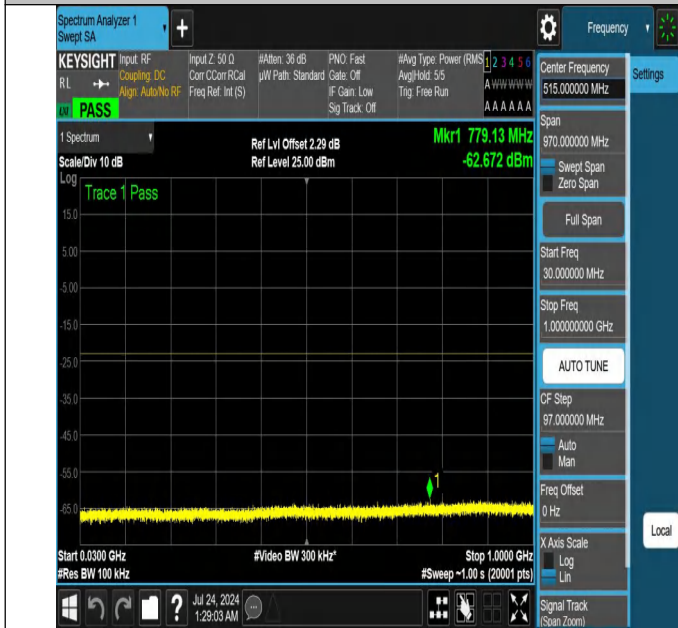 Spectrum Analyzer 1
Swept SA
Frequency
KEYSIGHT
RL
PASS
Input: RF
Coupling: DC
Align: Auto/No RF
Input Z: 50 Ω
Corr CCorr RCal
Freq Ref: Int (S)
#Atten: 36 dB
µW Path: Standard
PNO: Fast
Gate: Off
IF Gain: Low
Sig Track: Off
#Avg Type: Power (RMS
Avg|Hold: 5/5
Trig: Free Run
1 2 3 4 5 6
A W W W W W
A A A A A A
1 Spectrum
Scale/Div 10 dB
Ref Lvl Offset 2.29 dB
Ref Level 25.00 dBm
Mkr1 779.13 MHz
-62.672 dBm
Log
Trace 1 Pass
15.0
5.00
-5.00
-15.0
-25.0
-35.0
-45.0
-55.0
-65.0
1
Start 0.0300 GHz
#Res BW 100 kHz
#Video BW 300 kHz*
Stop 1.0000 GHz
#Sweep ~1.00 s (20001 pts)
Jul 24, 2024
1:29:03 AM
Center Frequency
515.000000 MHz
Span
970.000000 MHz
Swept Span
Zero Span
Full Span
Start Freq
30.000000 MHz
Stop Freq
1.000000000 GHz
AUTO TUNE
CF Step
97.000000 MHz
Auto
Man
Freq Offset
0 Hz
X Axis Scale
Log
Lin
Signal Track
(Span Zoom)
Settings
Local